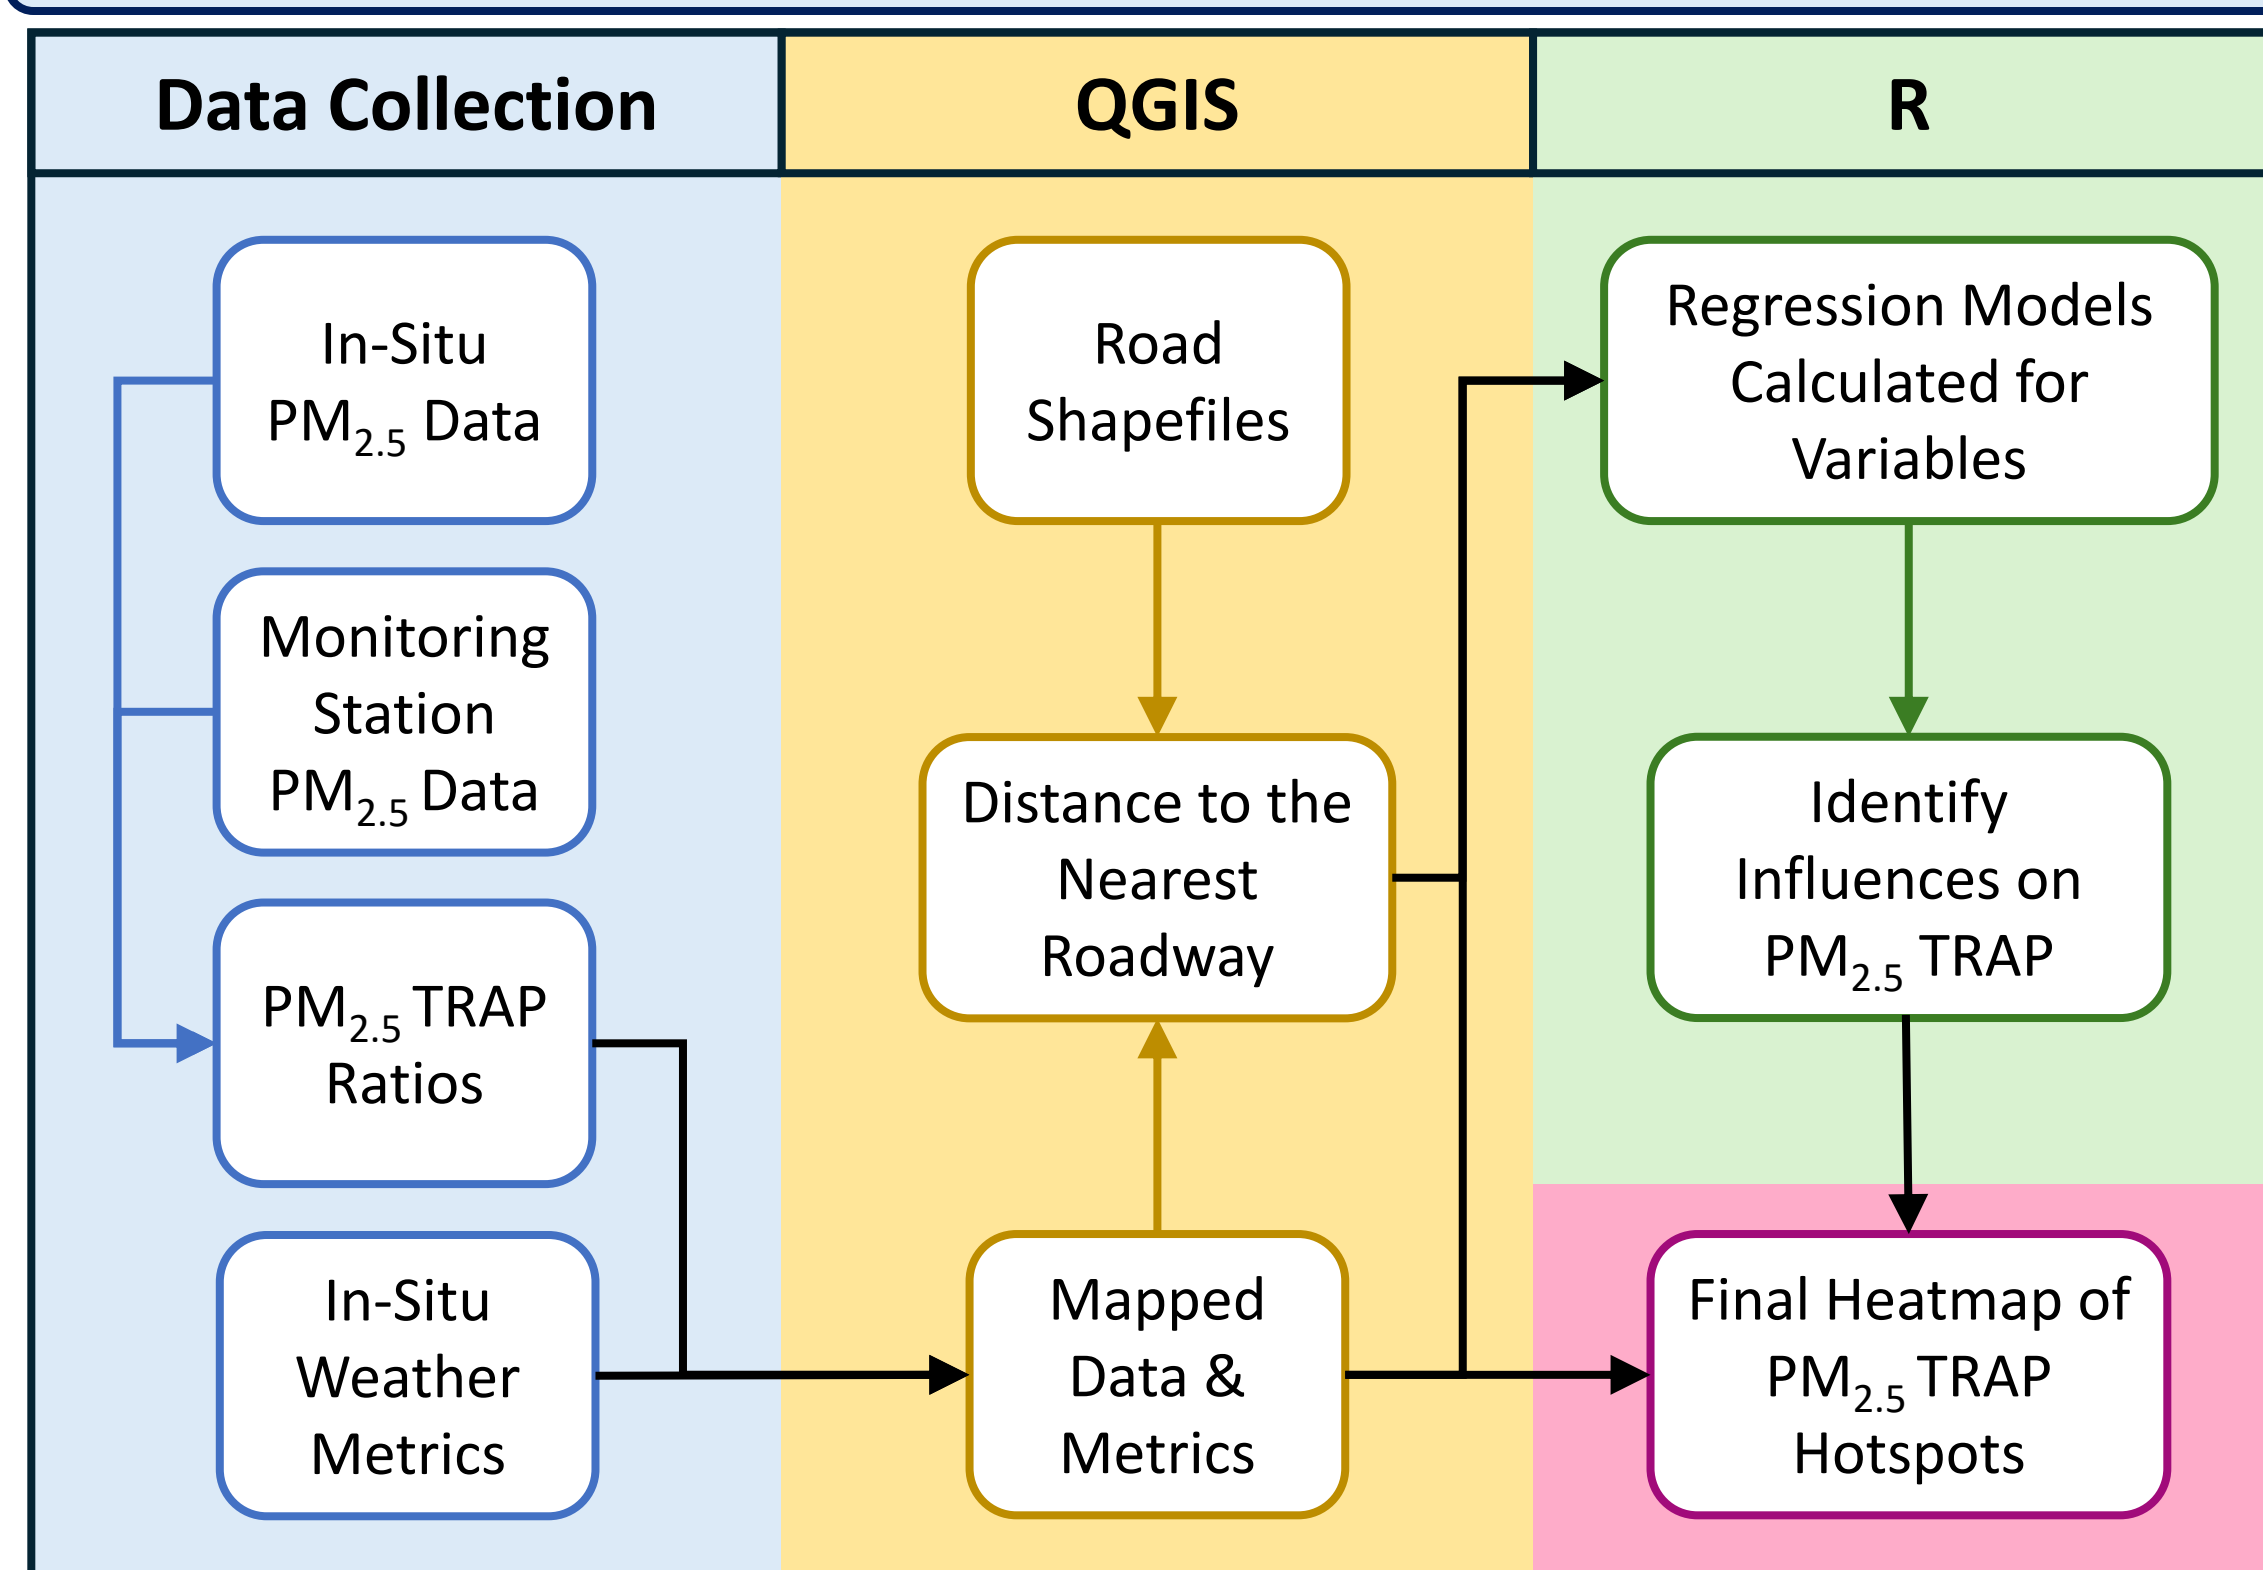 Data Collection
QGIS
R
In-Situ
PM2.5 Data
Monitoring
Station
PM2.5 Data
PM2.5 TRAP
Ratios
In-Situ
Weather
Metrics
Road
Shapefiles
Distance to the
Nearest
Roadway
Mapped
Data &
Metrics
Regression Models
Calculated for
Variables
Identify
Influences on
PM2.5 TRAP
Final Heatmap of
PM2.5 TRAP
Hotspots